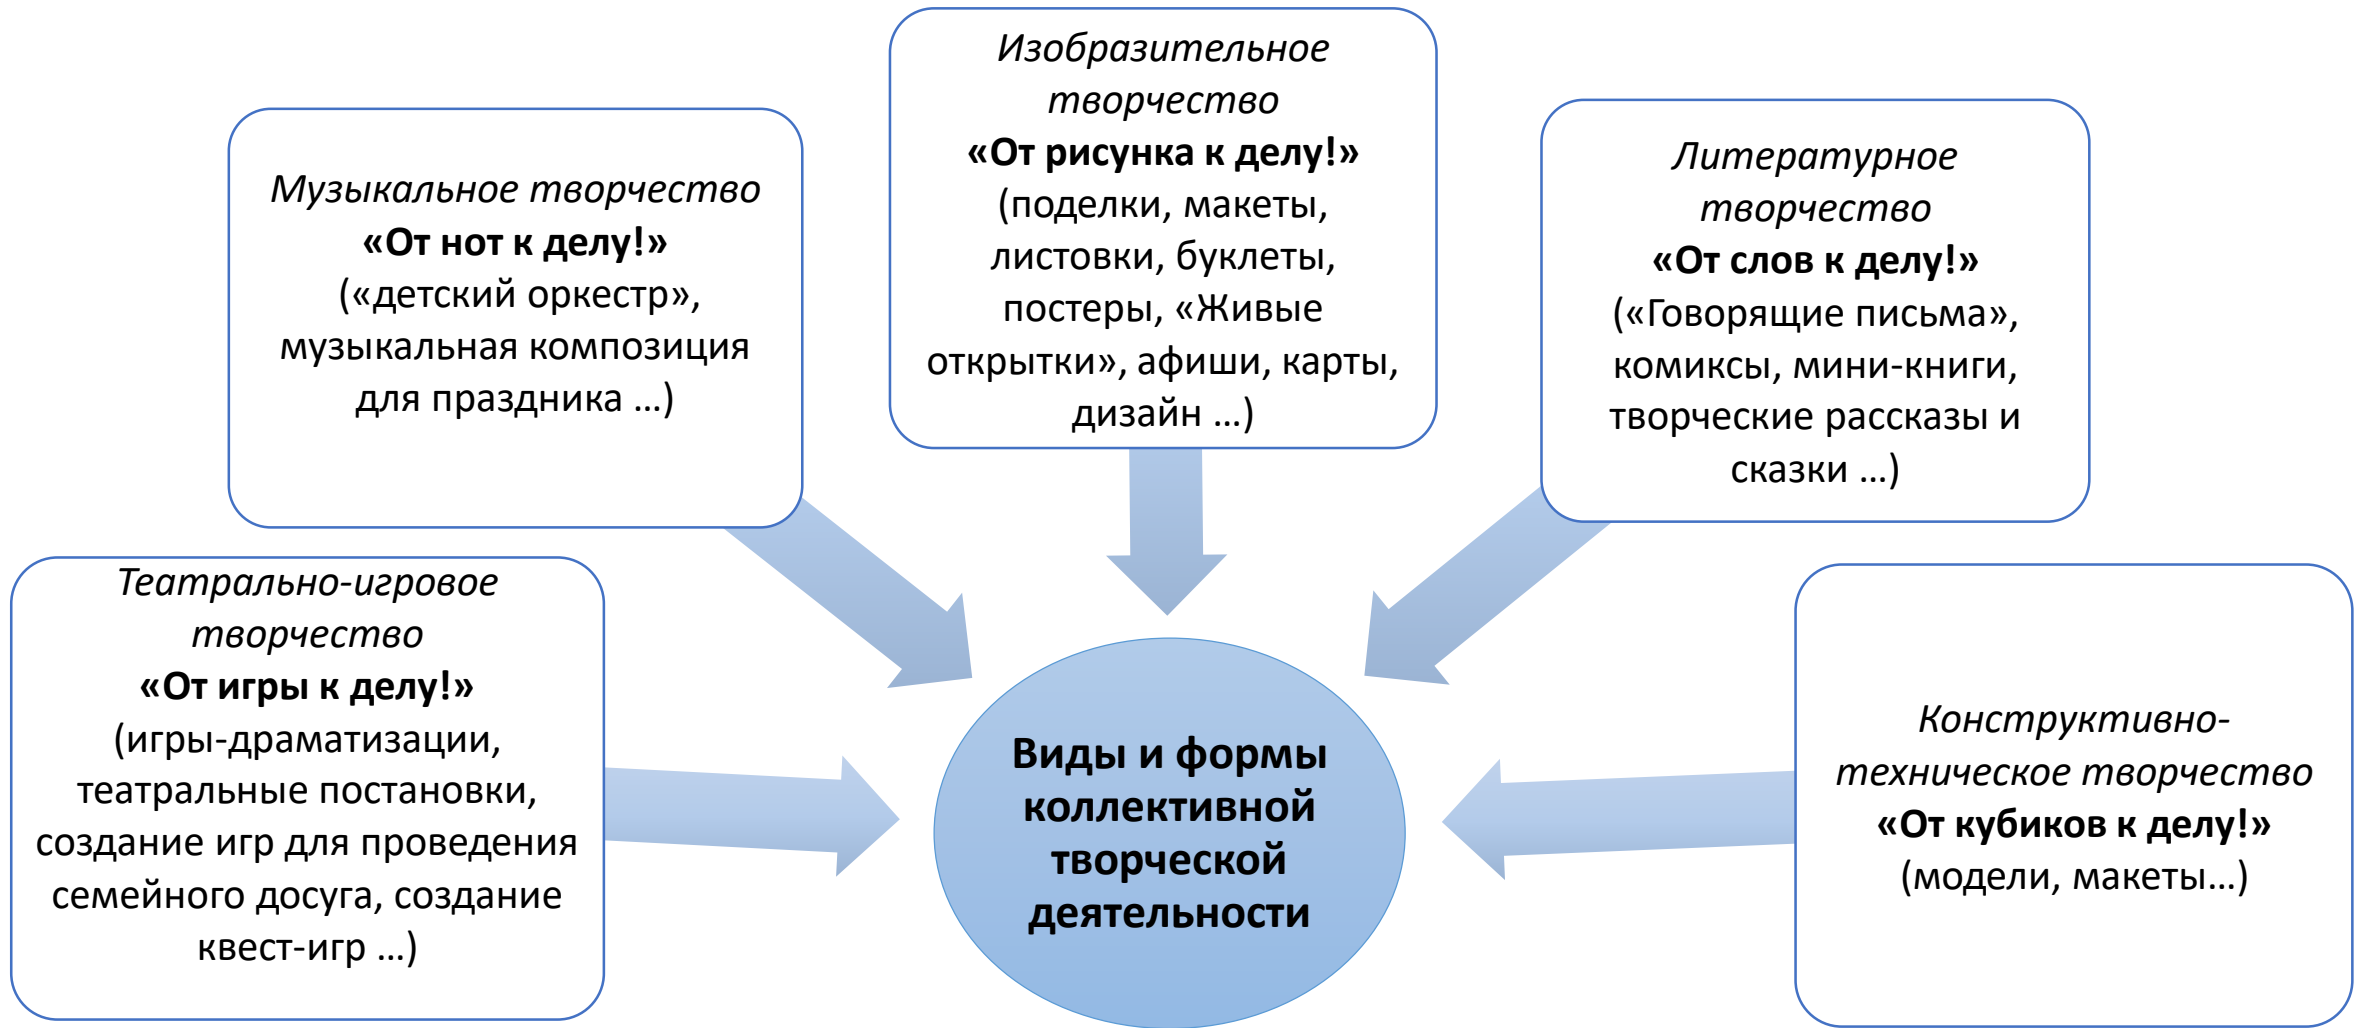 Изобразительное
творчество
«От рисунка к делу!»
(поделки, макеты,
листовки, буклеты,
постеры, «Живые
открытки», афиши, карты,
дизайн …)
Музыкальное творчество
«От нот к делу!»
(«детский оркестр»,
музыкальная композиция
для праздника …)
Литературное
творчество
«От слов к делу!»
(«Говорящие письма»,
комиксы, мини-книги,
творческие рассказы и
сказки …)
Театрально-игровое
творчество
«От игры к делу!»
(игры-драматизации,
театральные постановки,
создание игр для проведения
семейного досуга, создание
квест-игр …)
Виды и формы
коллективной
творческой
деятельности
Конструктивно-
техническое творчество
«От кубиков к делу!»
(модели, макеты…)